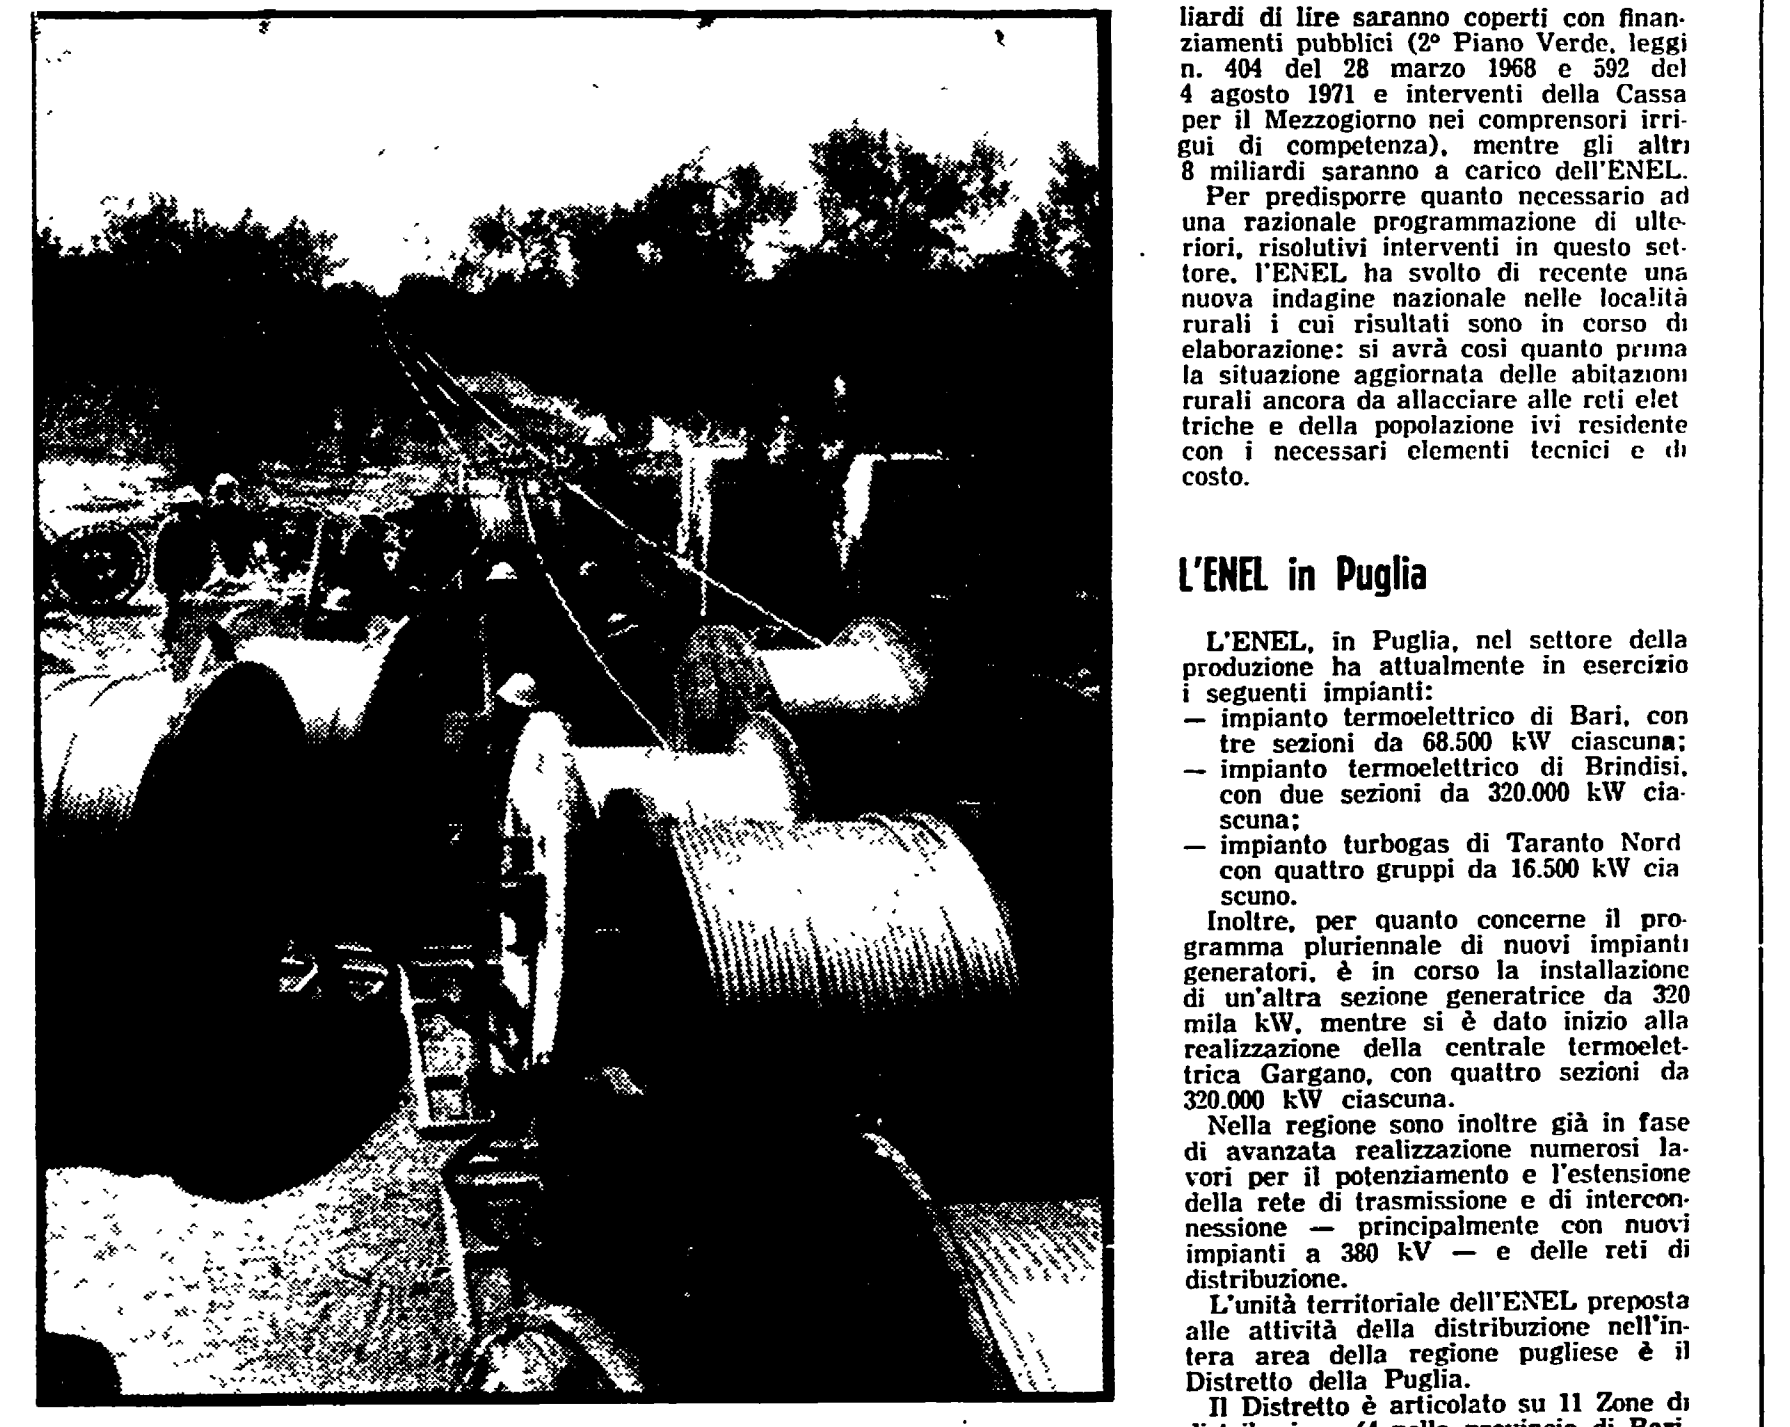 liardi di lire saranno coperti con finan-
ziamenti pubblici (2º Piano Verde, leggi
n. 404 del 28 marzo 1968 e 592 del
4 agosto 1971 e interventi della Cassa
per il Mezzogiorno nei comprensori irri-
gui di competenza), mentre gli altri
8 miliardi saranno a carico dell'ENEL.
Per predisporre quanto necessario ad
una razionale programmazione di ulte-
riori, risolutivi interventi in questo set-
tore, l'ENEL ha svolto di recente una
nuova indagine nazionale nelle località
rurali i cui risultati sono in corso di
elaborazione: si avrà così quanto prima
la situazione aggiornata delle abitazioni
rurali ancora da allacciare alle reti elet
triche e della popolazione ivi residente
con i necessari elementi tecnici e di
costo.
L'ENEL in Puglia
L'ENEL, in Puglia, nel settore della
produzione ha attualmente in esercizio
i seguenti impianti:
— impianto termoelettrico di Bari, con
tre sezioni da 68.500 kW ciascuna;
— impianto termoelettrico di Brindisi,
con due sezioni da 320.000 kW cia-
scuna;
— impianto turbogas di Taranto Nord
con quattro gruppi da 16.500 kW cia
scuno.
Inoltre, per quanto concerne il pro-
gramma pluriennale di nuovi impianti
generatori, è in corso la installazione
di un'altra sezione generatrice da 320
mila kW, mentre si è dato inizio alla
realizzazione della centrale termoelet-
trica Gargano, con quattro sezioni da
320.000 kW ciascuna.
Nella regione sono inoltre già in fase
di avanzata realizzazione numerosi la-
vori per il potenziamento e l'estensione
della rete di trasmissione e di intercon-
nessione — principalmente con nuovi
impianti a 380 kV — e delle reti di
distribuzione.
L'unità territoriale dell'ENEL preposta
alle attività della distribuzione nell'in-
tera area della regione pugliese è il
Distretto della Puglia.
Il Distretto è articolato su 11 Zone di